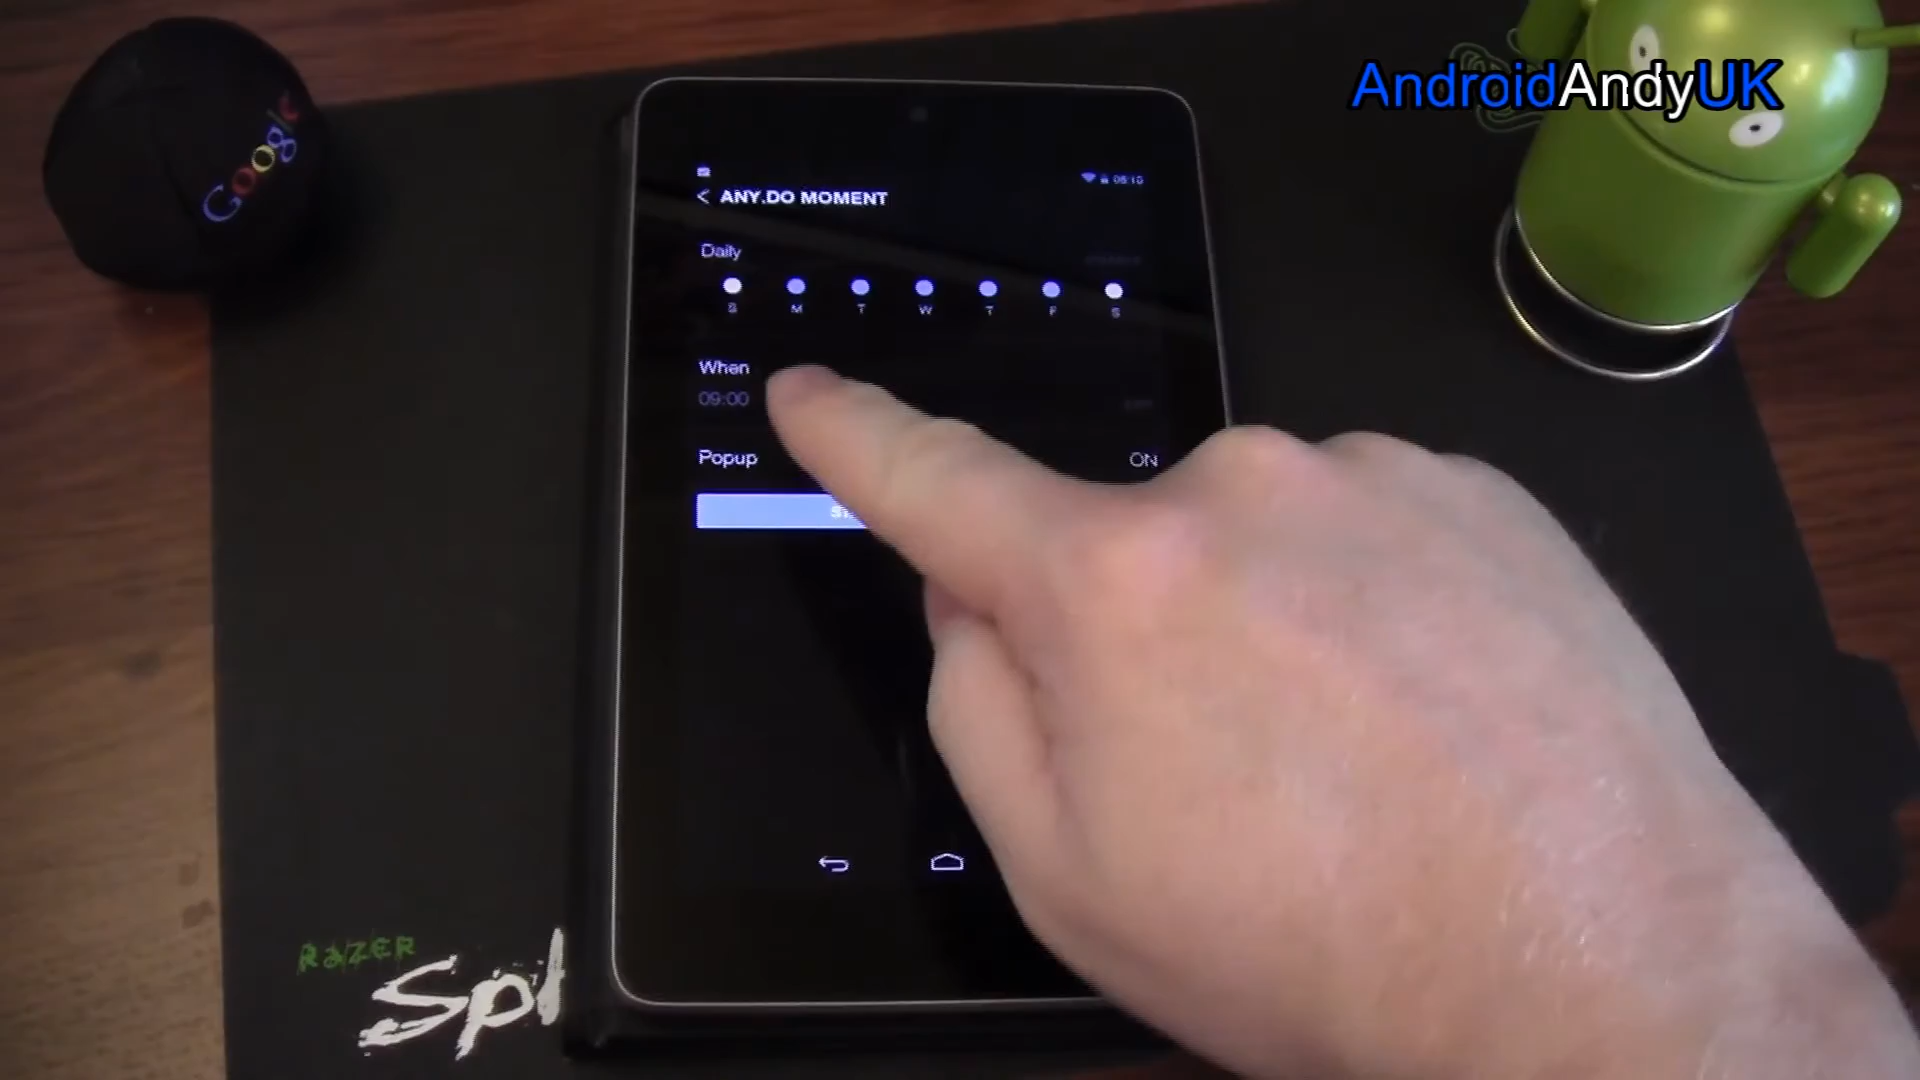 AndroidAndyUK
Google
< ANY.DO MOMENT
Daily
S M T W T F S
When
09:00
Popup ON
RAZER
Spl